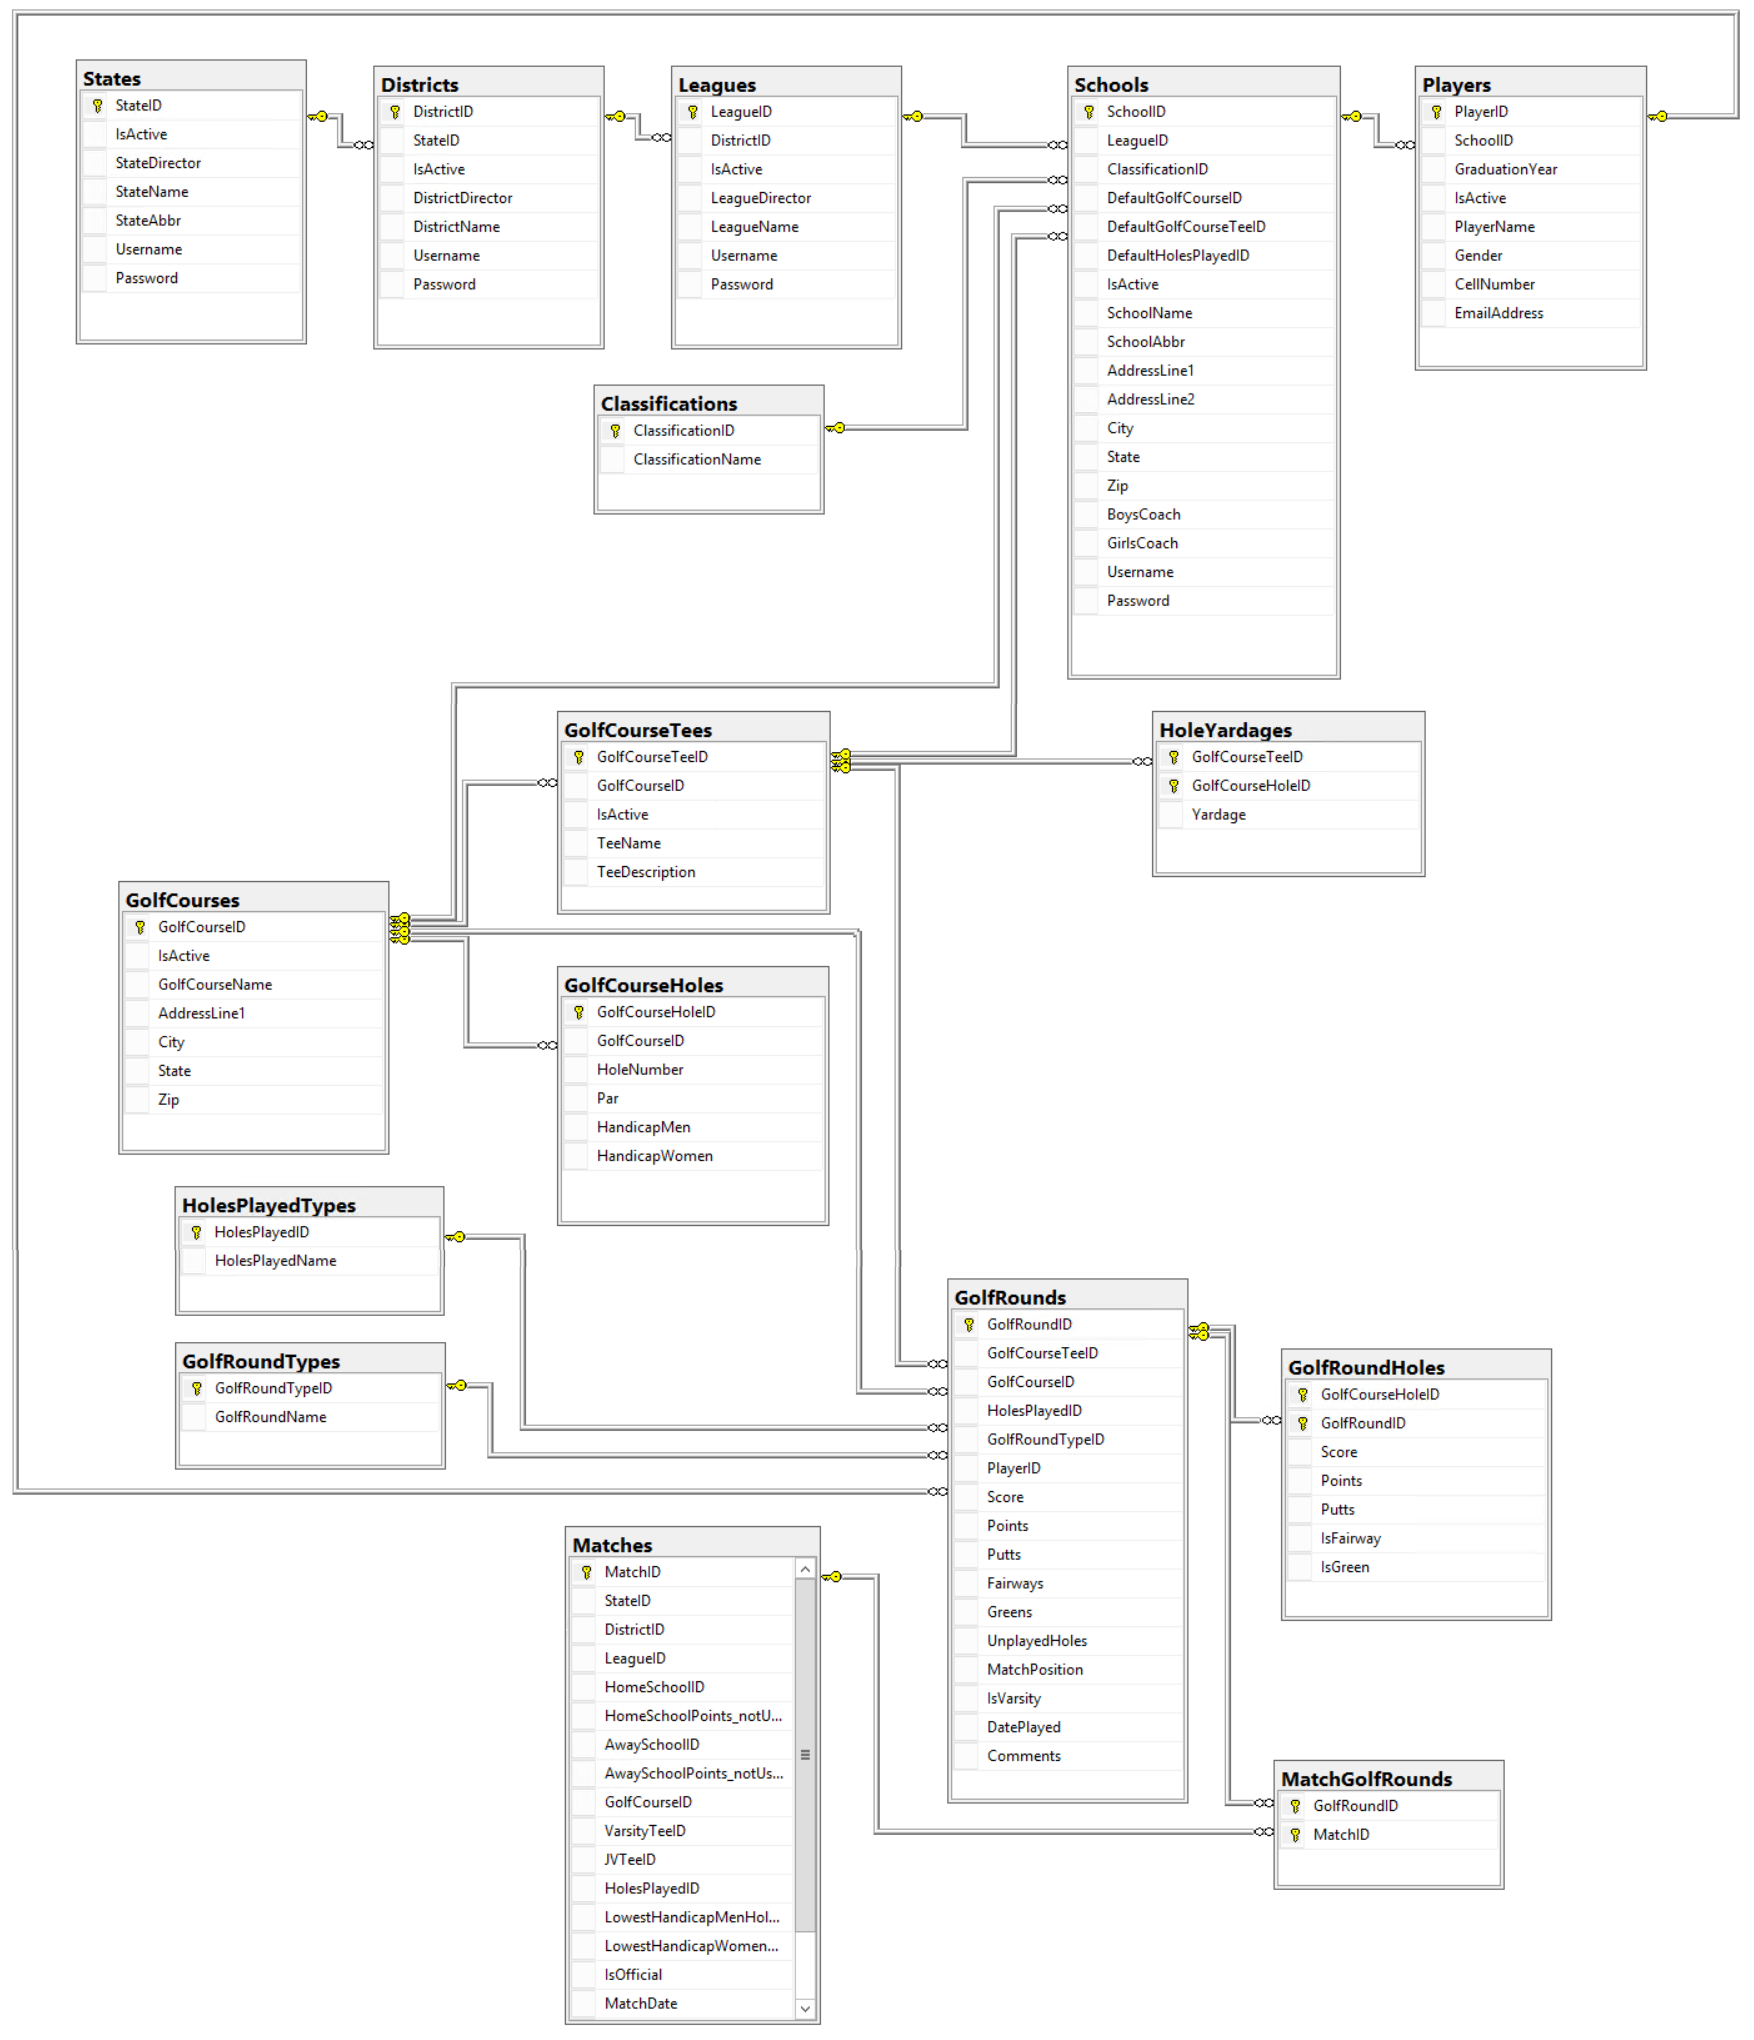 States
StateID
IsActive
StateDirector
StateName
StateAbbr
Username
Password
Districts
DistrictID
StateID
IsActive
DistrictDirector
DistrictName
Username
Password
Leagues
LeagueID
DistrictID
IsActive
LeagueDirector
LeagueName
Username
Password
Schools
SchoolID
LeagueID
ClassificationID
DefaultGolfCourseID
DefaultGolfCourseTeeID
DefaultHolesPlayedID
IsActive
SchoolName
SchoolAbbr
AddressLine1
AddressLine2
City
State
Zip
BoysCoach
GirlsCoach
Username
Password
Players
PlayerID
SchoolID
GraduationYear
IsActive
PlayerName
Gender
CellNumber
EmailAddress
Classifications
ClassificationID
ClassificationName
GolfCourseTees
GolfCourseTeeID
GolfCourseID
IsActive
TeeName
TeeDescription
HoleYardages
GolfCourseTeeID
GolfCourseHoleID
Yardage
GolfCourses
GolfCourseID
IsActive
GolfCourseName
AddressLine1
City
State
Zip
GolfCourseHoles
GolfCourseHoleID
GolfCourseID
HoleNumber
Par
HandicapMen
HandicapWomen
HolesPlayedTypes
HolesPlayedID
HolesPlayedName
GolfRoundTypes
GolfRoundTypeID
GolfRoundName
GolfRounds
GolfRoundID
GolfCourseTeeID
GolfCourseID
HolesPlayedID
GolfRoundTypeID
PlayerID
Score
Points
Putts
Fairways
Greens
UnplayedHoles
MatchPosition
IsVarsity
DatePlayed
Comments
GolfRoundHoles
GolfCourseHoleID
GolfRoundID
Score
Points
Putts
IsFairway
IsGreen
Matches
MatchID
StateID
DistrictID
LeagueID
HomeSchoolID
HomeSchoolPoints_notU...
AwaySchoolID
AwaySchoolPoints_notUs...
GolfCourseID
VarsityTeeID
JVTeeID
HolesPlayedID
LowestHandicapMenHol...
LowestHandicapWomen...
IsOfficial
MatchDate
MatchGolfRounds
GolfRoundID
MatchID